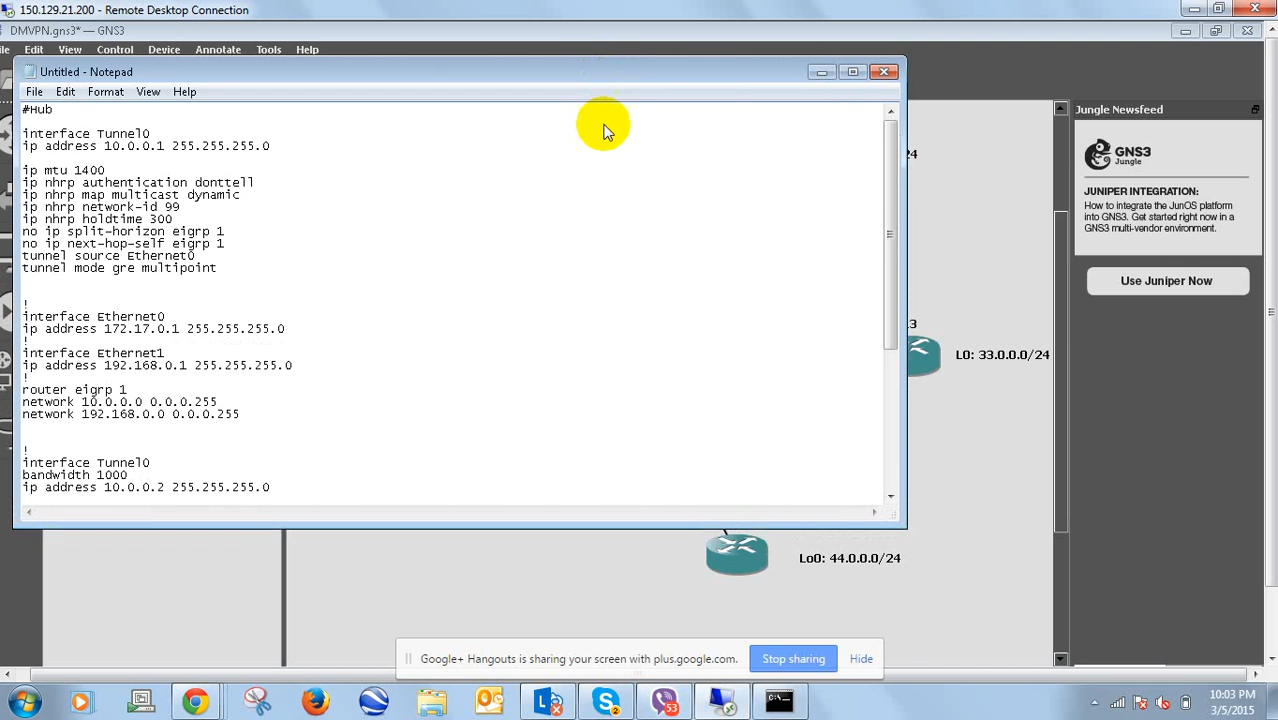 150.129.21.200 - Remote Desktop Connection
DMVPN.gns3* — GNS3
Edit View Control Device Annotate Tools Help
Untitled - Notepad
File Edit Format View Help
#Hub
interface Tunnel0
ip address 10.0.0.1 255.255.255.0
ip mtu 1400
ip nhrp authentication donttell
ip nhrp map multicast dynamic
ip nhrp network-id 99
ip nhrp holdtime 300
no ip split-horizon eigrp 1
no ip next-hop-self eigrp 1
tunnel source Ethernet0
tunnel mode gre multipoint
!
interface Ethernet0
ip address 172.17.0.1 255.255.255.0
!
interface Ethernet1
ip address 192.168.0.1 255.255.255.0
!
router eigrp 1
network 10.0.0.0 0.0.0.255
network 192.168.0.0 0.0.0.255
!
interface Tunnel0
bandwidth 1000
ip address 10.0.0.2 255.255.255.0
24
3
L0: 33.0.0.0/24
Lo0: 44.0.0.0/24
Jungle Newsfeed
GNS3
Jungle
JUNIPER INTEGRATION:
How to integrate the JunOS platform
into GNS3. Get started right now in a
GNS3 multi-vendor environment.
Use Juniper Now
Google+ Hangouts is sharing your screen with plus.google.com.
Stop sharing
Hide
2
53
C:\
10:03 PM
3/5/2015